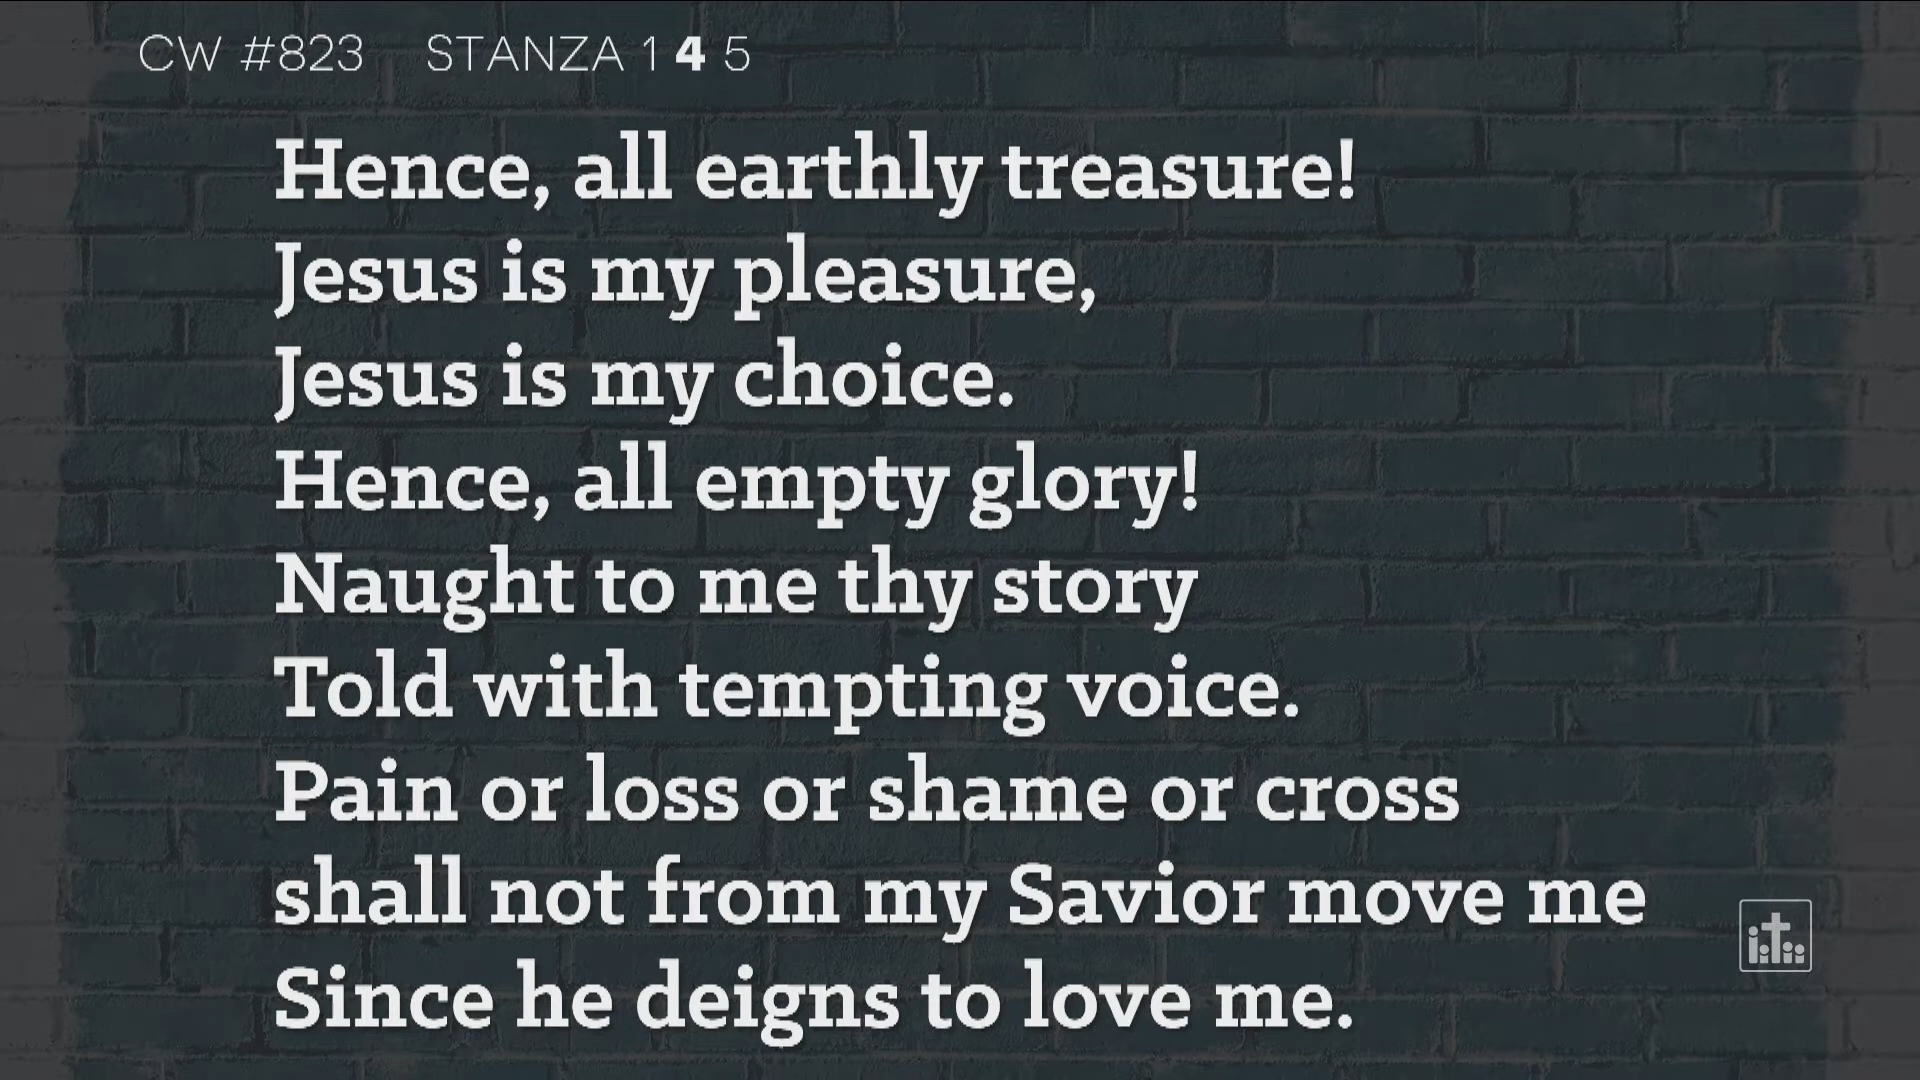 CW #823 STANZA 1 4 5
Hence, all earthly treasure!
Jesus is my pleasure,
Jesus is my choice.
Hence, all empty glory!
Naught to me thy story
Told with tempting voice.
Pain or loss or shame or cross
shall not from my Savior move me
Since he deigns to love me.